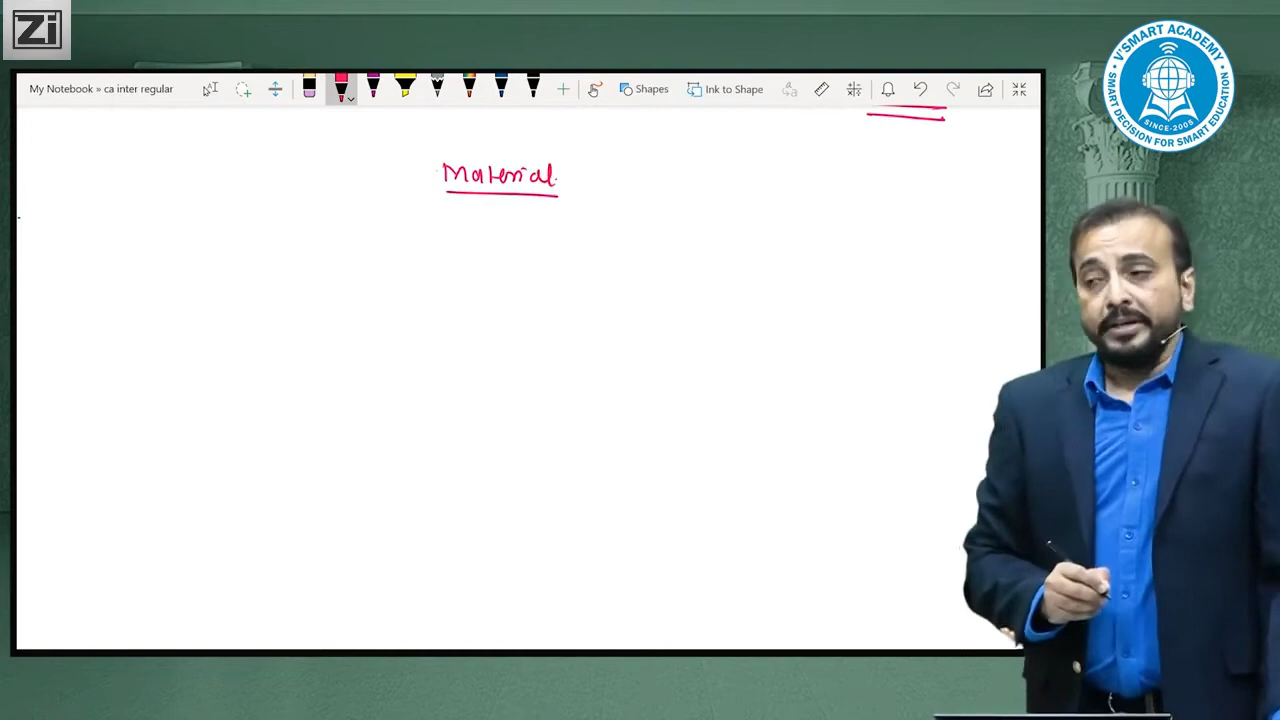 Zi
My Notebook » ca inter regular
Shapes
Ink to Shape
V'SMART ACADEMY
SINCE-2005
SMART DECISION FOR SMART EDUCATION
Material